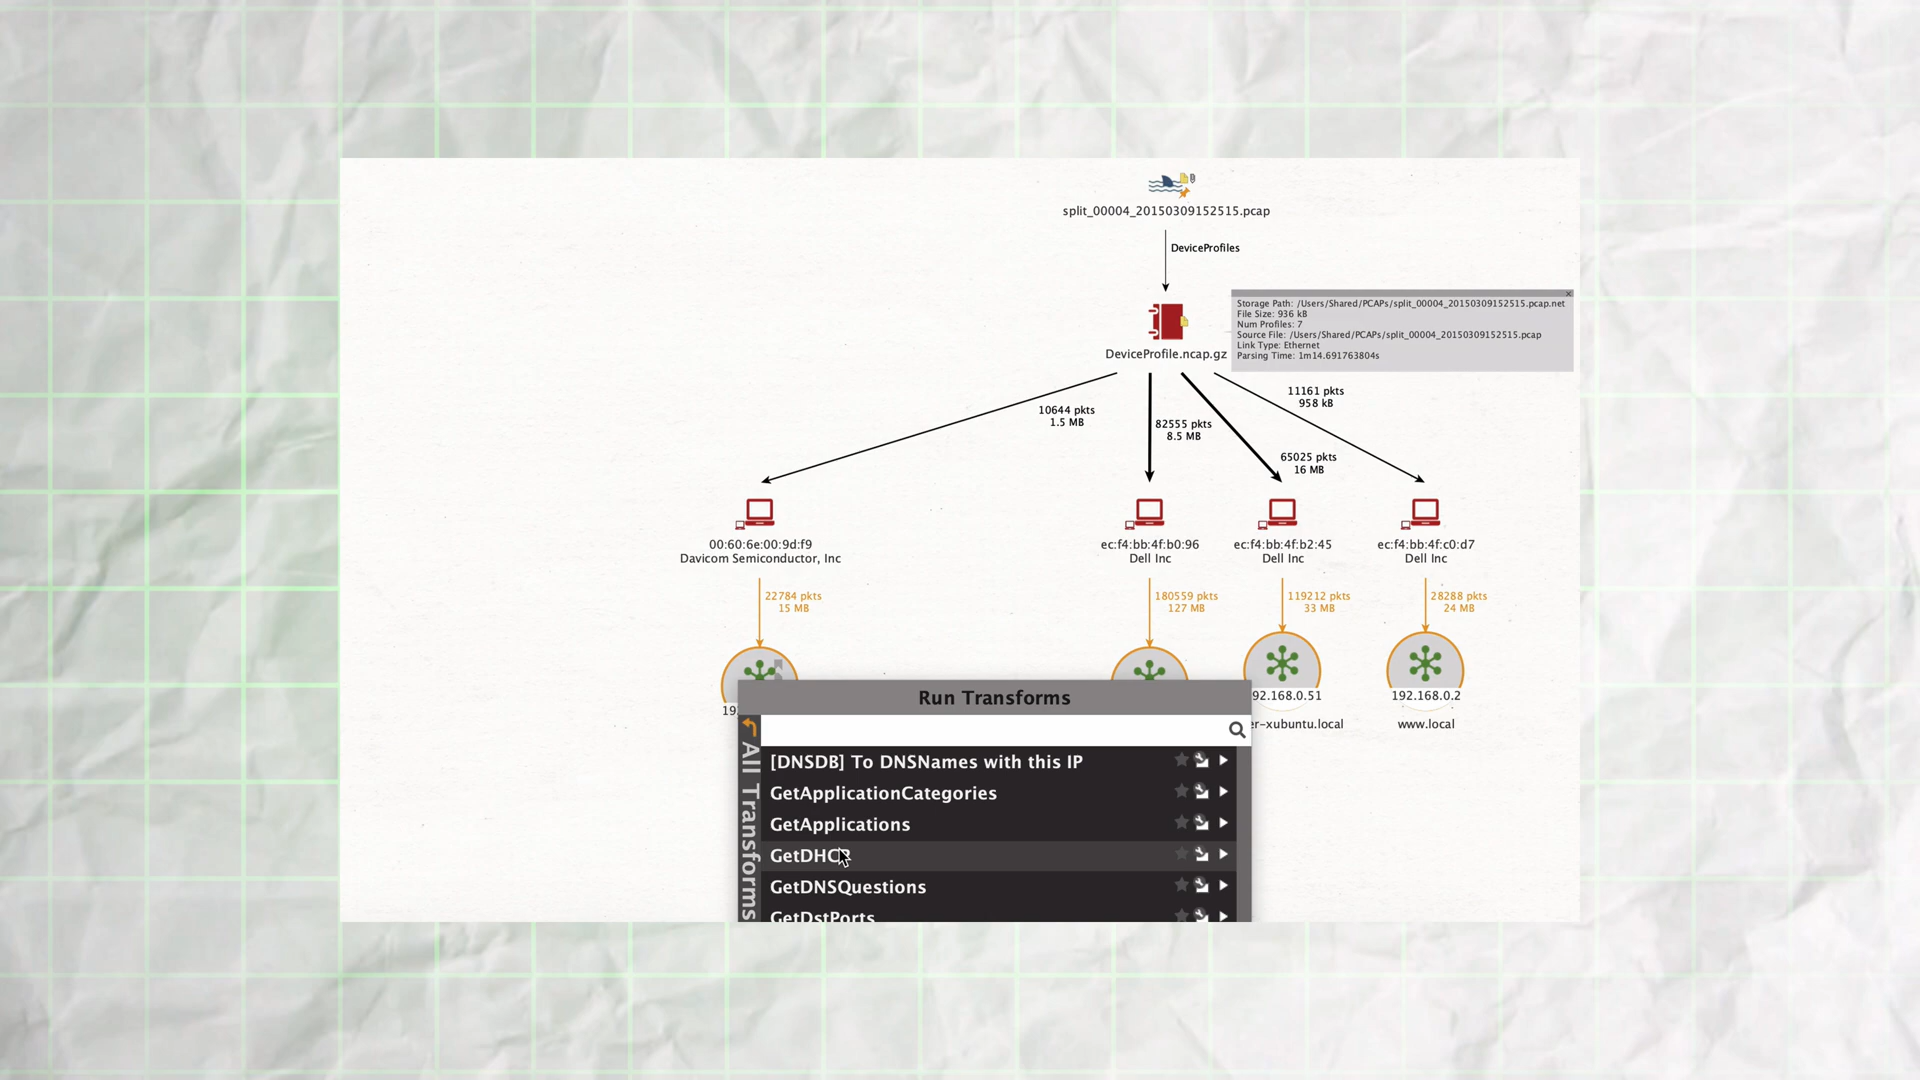 split_00004_20150309152515.pcap
DeviceProfiles
Storage Path: /Users/Shared/PCAPs/split_00004_20150309152515.pcap.net
File Size: 936 kB
Num Profiles: 7
Source File: /Users/Shared/PCAPs/split_00004_20150309152515.pcap
Link Type: Ethernet
Parsing Time: 1m14.691763804s
DeviceProfile.ncap.gz
10644 pkts
1.5 MB
82555 pkts
8.5 MB
65025 pkts
16 MB
11161 pkts
958 kB
00:60:6e:00:9d:f9
Davicom Semiconductor, Inc
ec:f4:bb:4f:b0:96
Dell Inc
ec:f4:bb:4f:b2:45
Dell Inc
ec:f4:bb:4f:c0:d7
Dell Inc
22784 pkts
15 MB
180559 pkts
127 MB
119212 pkts
33 MB
28288 pkts
24 MB
19
92.168.0.51
er-xubuntu.local
192.168.0.2
www.local
Run Transforms
All Transforms
[DNSDB] To DNSNames with this IP
GetApplicationCategories
GetApplications
GetDHCP
GetDNSQuestions
GetDstPorts